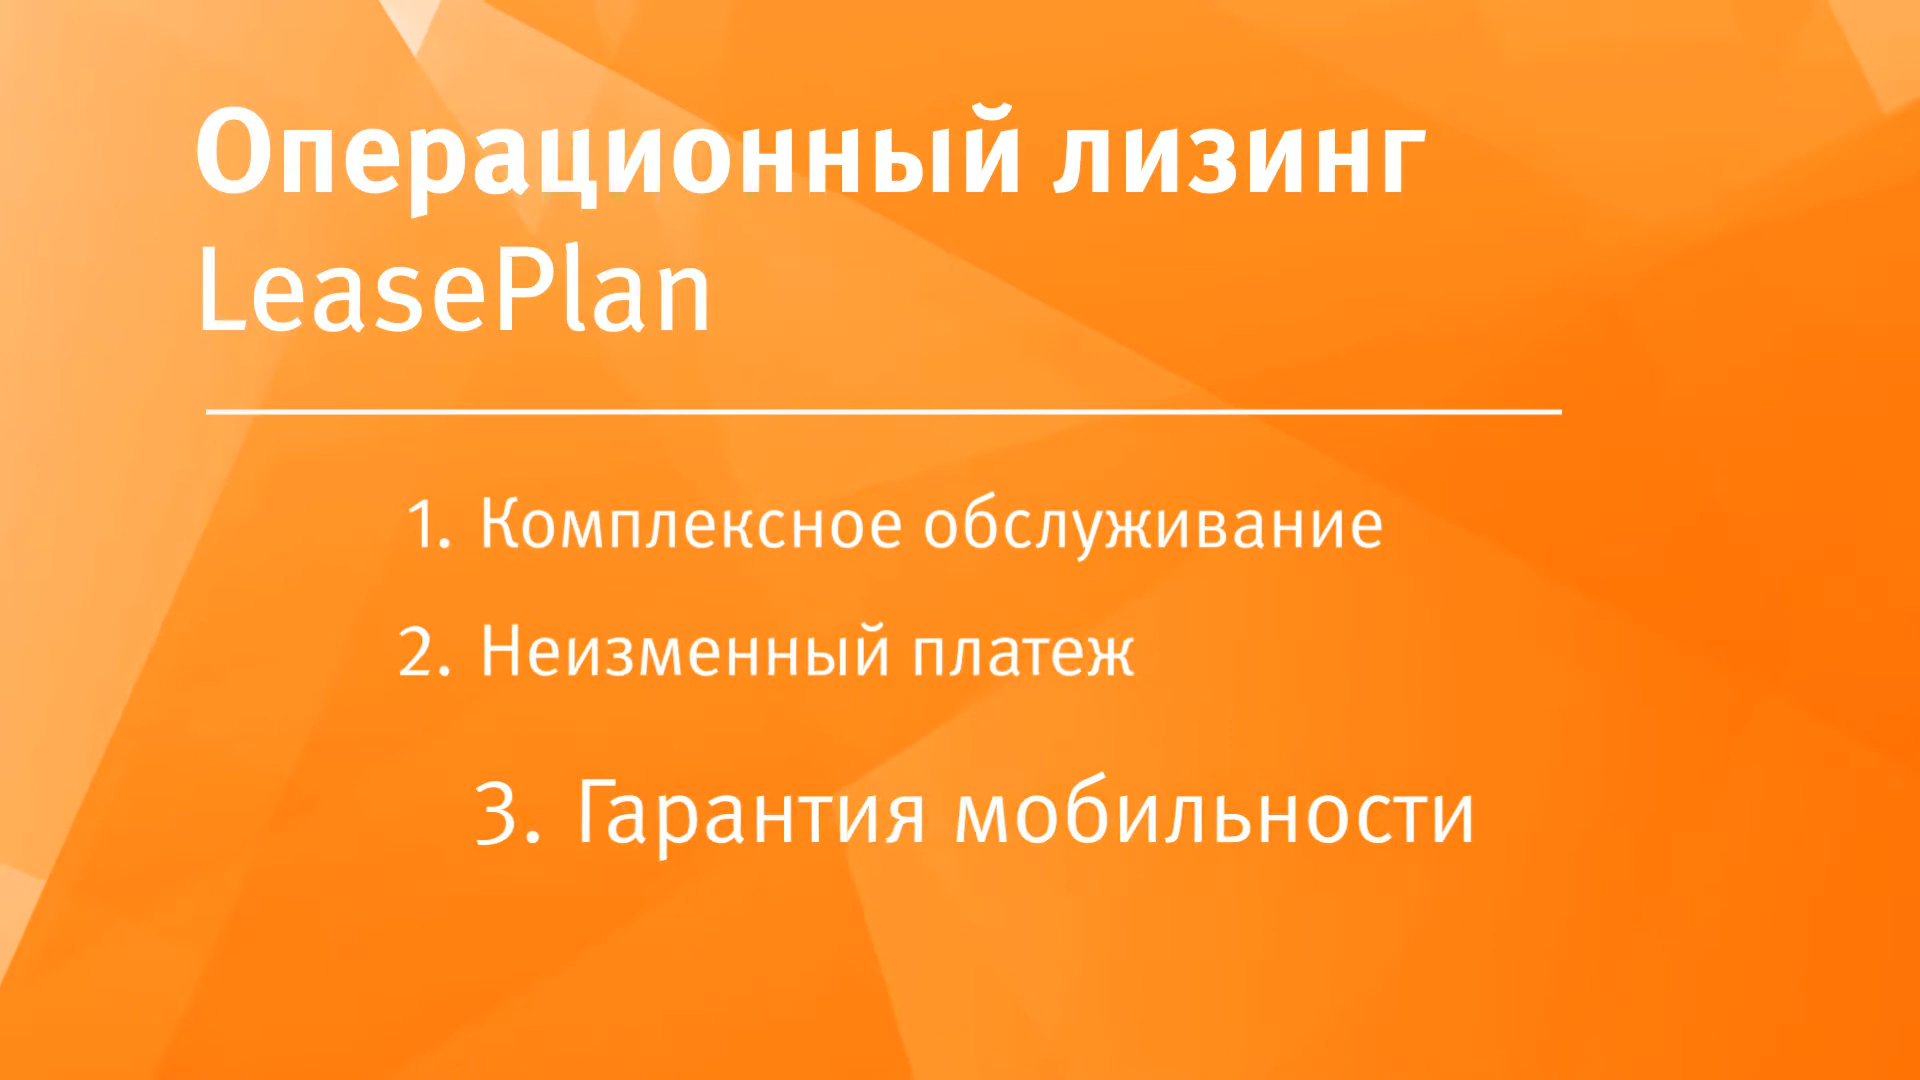 Операционный лизинг
LeasePlan
1. Комплексное обслуживание
2. Неизменный платеж
3. Гарантия мобильности